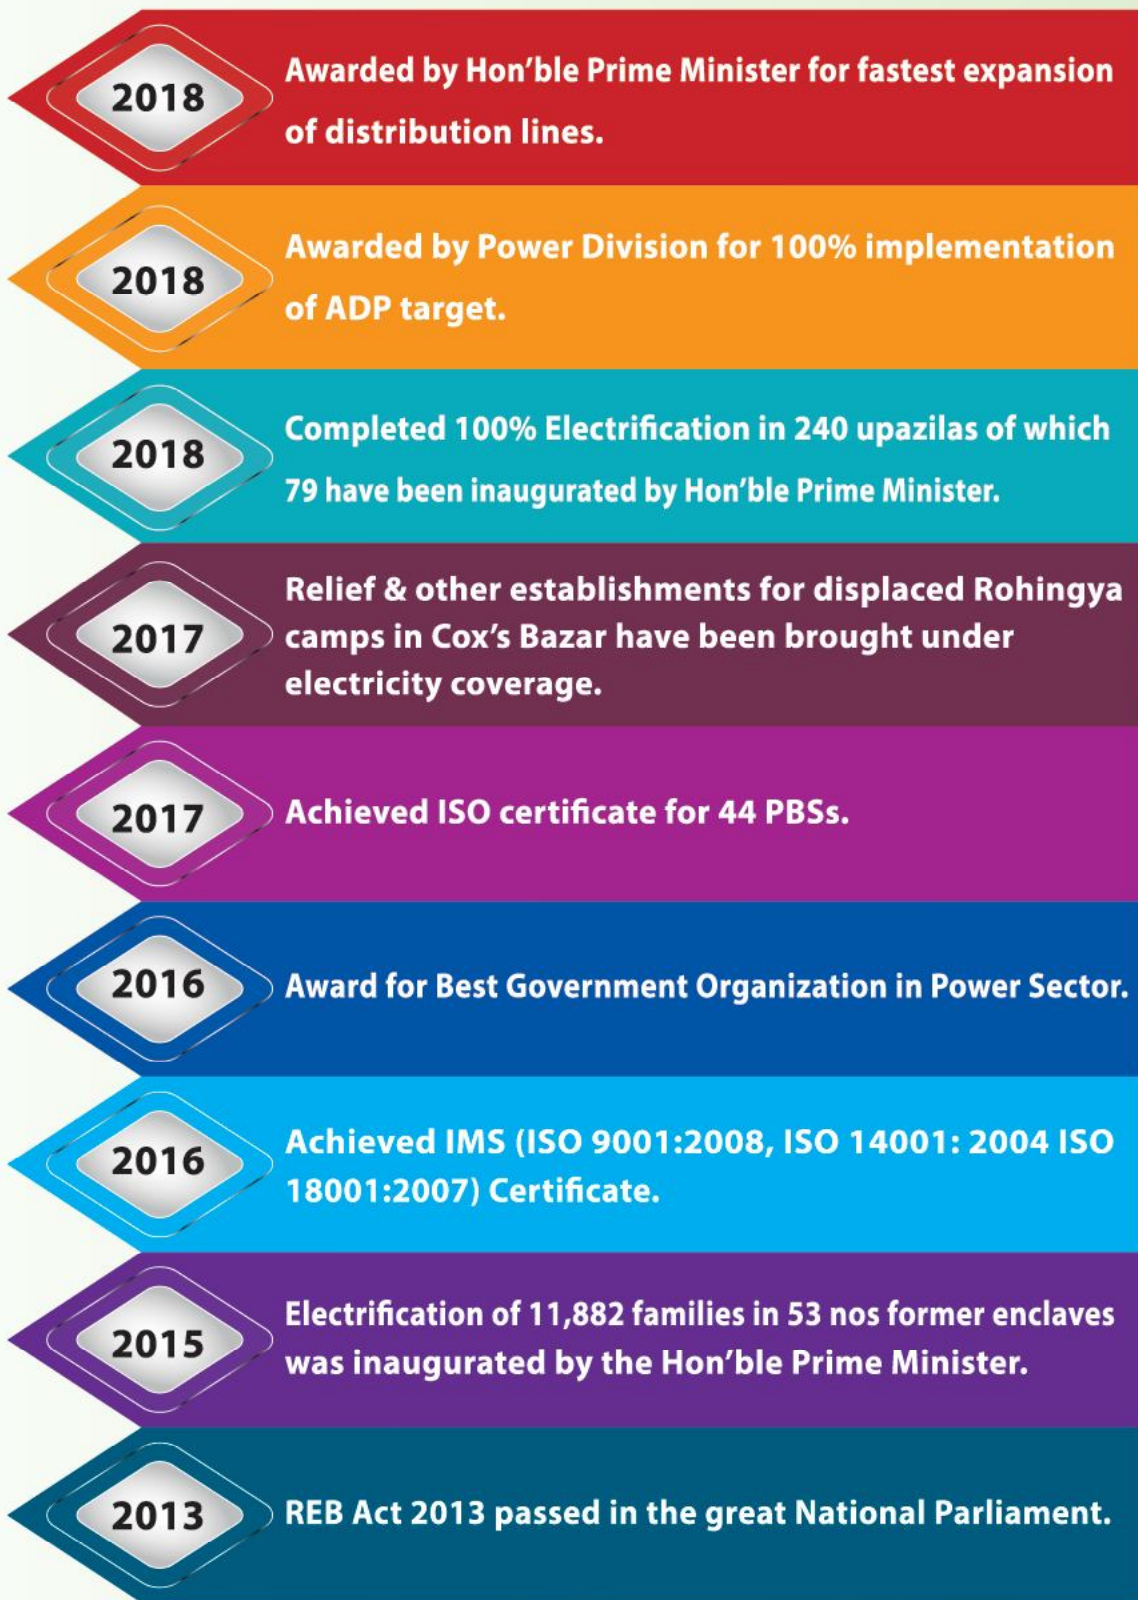 2018
Awarded by Hon'ble Prime Minister for fastest expansion
of distribution lines.
2018
Awarded by Power Division for 100% implementation
of ADP target.
2018
Completed 100% Electrification in 240 upazilas of which
79 have been inaugurated by Hon'ble Prime Minister.
2017
Relief & other establishments for displaced Rohingya
camps in Cox's Bazar have been brought under
electricity coverage.
2017
Achieved ISO certificate for 44 PBSs.
2016
Award for Best Government Organization in Power Sector.
2016
Achieved IMS (ISO 9001:2008, ISO 14001: 2004 ISO
18001:2007) Certificate.
2015
Electrification of 11,882 families in 53 nos former enclaves
was inaugurated by the Hon'ble Prime Minister.
2013
REB Act 2013 passed in the great National Parliament.